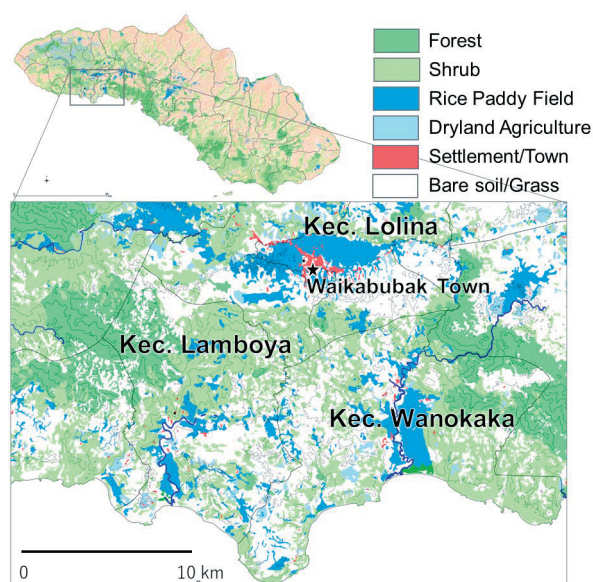 Forest
Shrub
Rice Paddy Field
Dryland Agriculture
Settlement/Town
Bare soil/Grass
Kec. Lolina
Waikabubak Town
Kec. Lamboya
Kec. Wanokaka
0 10 km